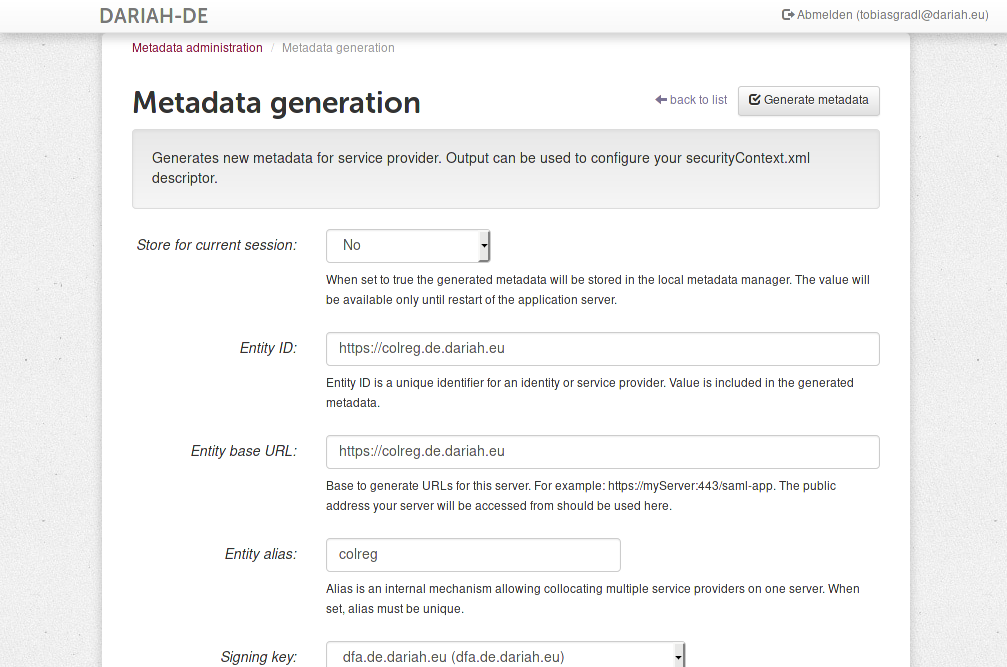 DARIAH-DE
Abmelden (tobiasgradl@dariah.eu)
Metadata administration / Metadata generation
Metadata generation
back to list
Generate metadata
Generates new metadata for service provider. Output can be used to configure your securityContext.xml
descriptor.
Store for current session:
No
When set to true the generated metadata will be stored in the local metadata manager. The value will
be available only until restart of the application server.
Entity ID:
https://colreg.de.dariah.eu
Entity ID is a unique identifier for an identity or service provider. Value is included in the generated
metadata.
Entity base URL:
https://colreg.de.dariah.eu
Base to generate URLs for this server. For example: https://myServer:443/saml-app. The public
address your server will be accessed from should be used here.
Entity alias:
colreg
Alias is an internal mechanism allowing collocating multiple service providers on one server. When
set, alias must be unique.
Signing key:
dfa.de.dariah.eu (dfa.de.dariah.eu)